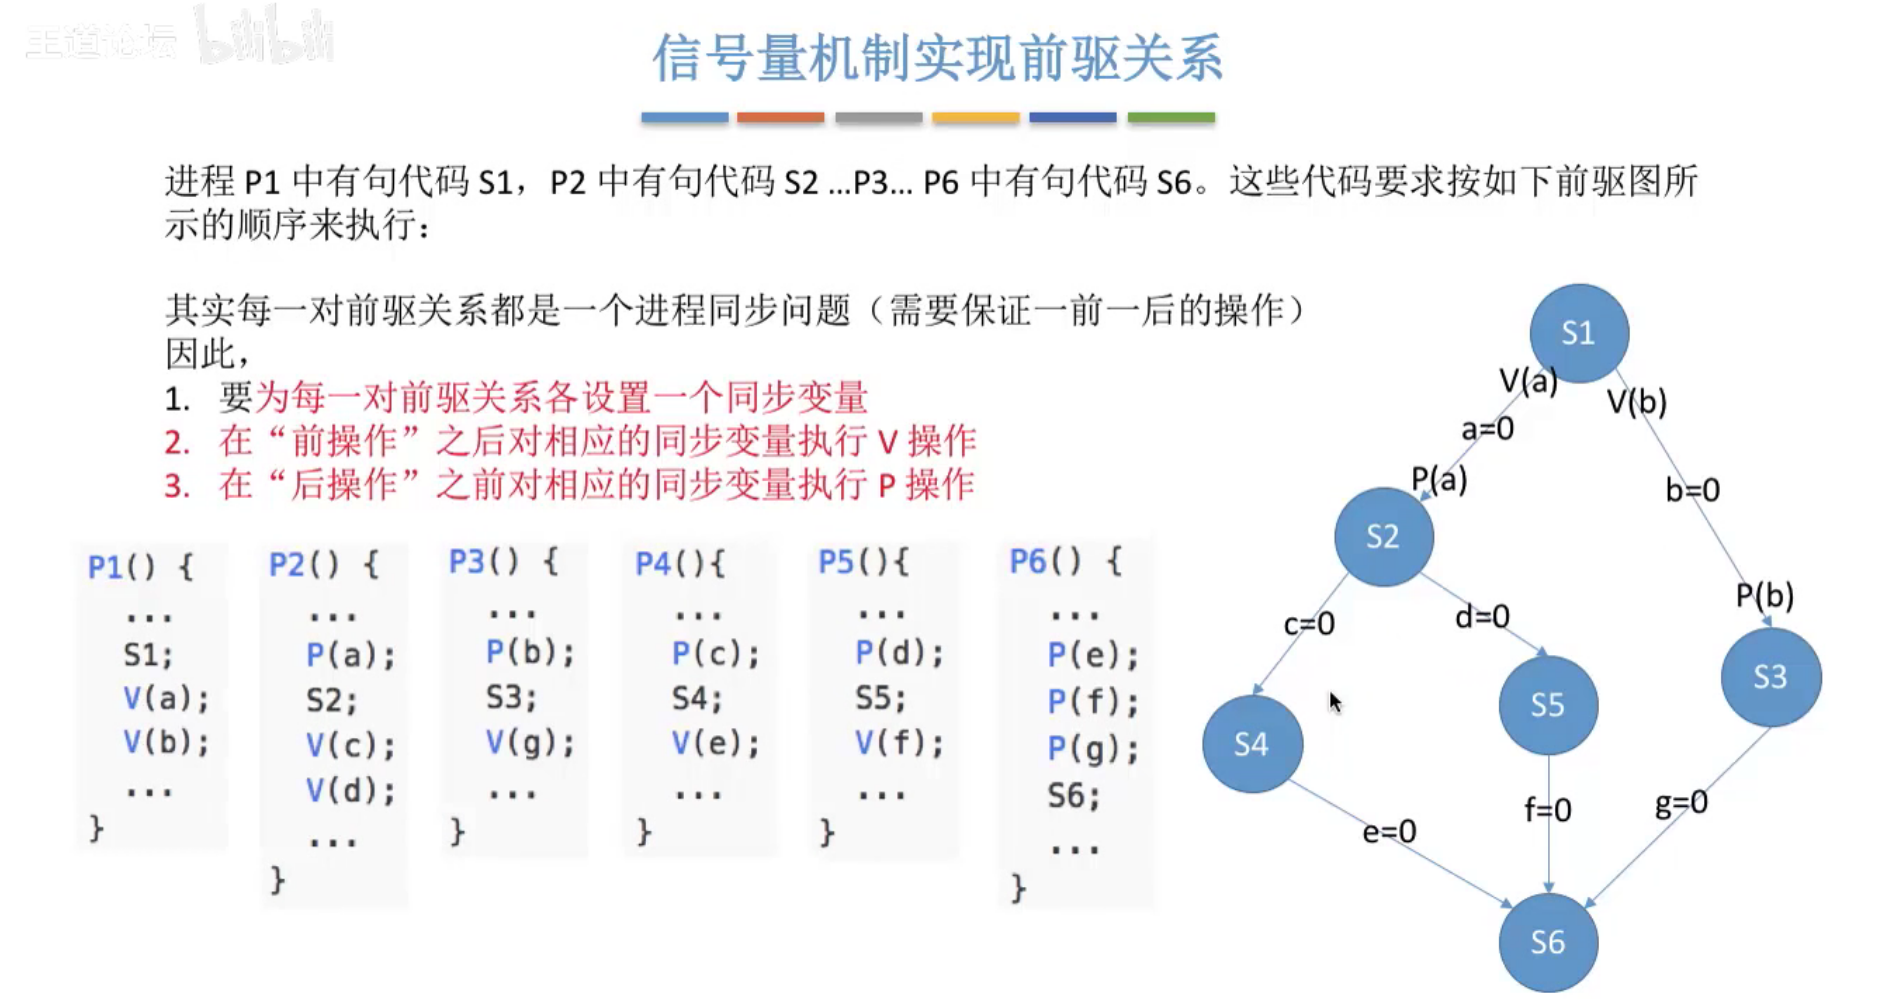 王道论坛 bilibili
信号量机制实现前驱关系
进程 P1 中有句代码 S1，P2 中有句代码 S2 ...P3... P6 中有句代码 S6。这些代码要求按如下前驱图所
示的顺序来执行：
其实每一对前驱关系都是一个进程同步问题（需要保证一前一后的操作）
因此，
1. 要为每一对前驱关系各设置一个同步变量
2. 在“前操作”之后对相应的同步变量执行 V 操作
3. 在“后操作”之前对相应的同步变量执行 P 操作
P1() {
...
S1;
V(a);
V(b);
...
}
P2() {
...
P(a);
S2;
V(c);
V(d);
...
}
P3() {
...
P(b);
S3;
V(g);
...
}
P4(){
...
P(c);
S4;
V(e);
...
}
P5(){
...
P(d);
S5;
V(f);
...
}
P6() {
...
P(e);
P(f);
P(g);
S6;
...
}
S1
V(a)
V(b)
a=0
P(a)
b=0
S2
P(b)
c=0
d=0
S3
S5
S4
f=0
g=0
e=0
S6